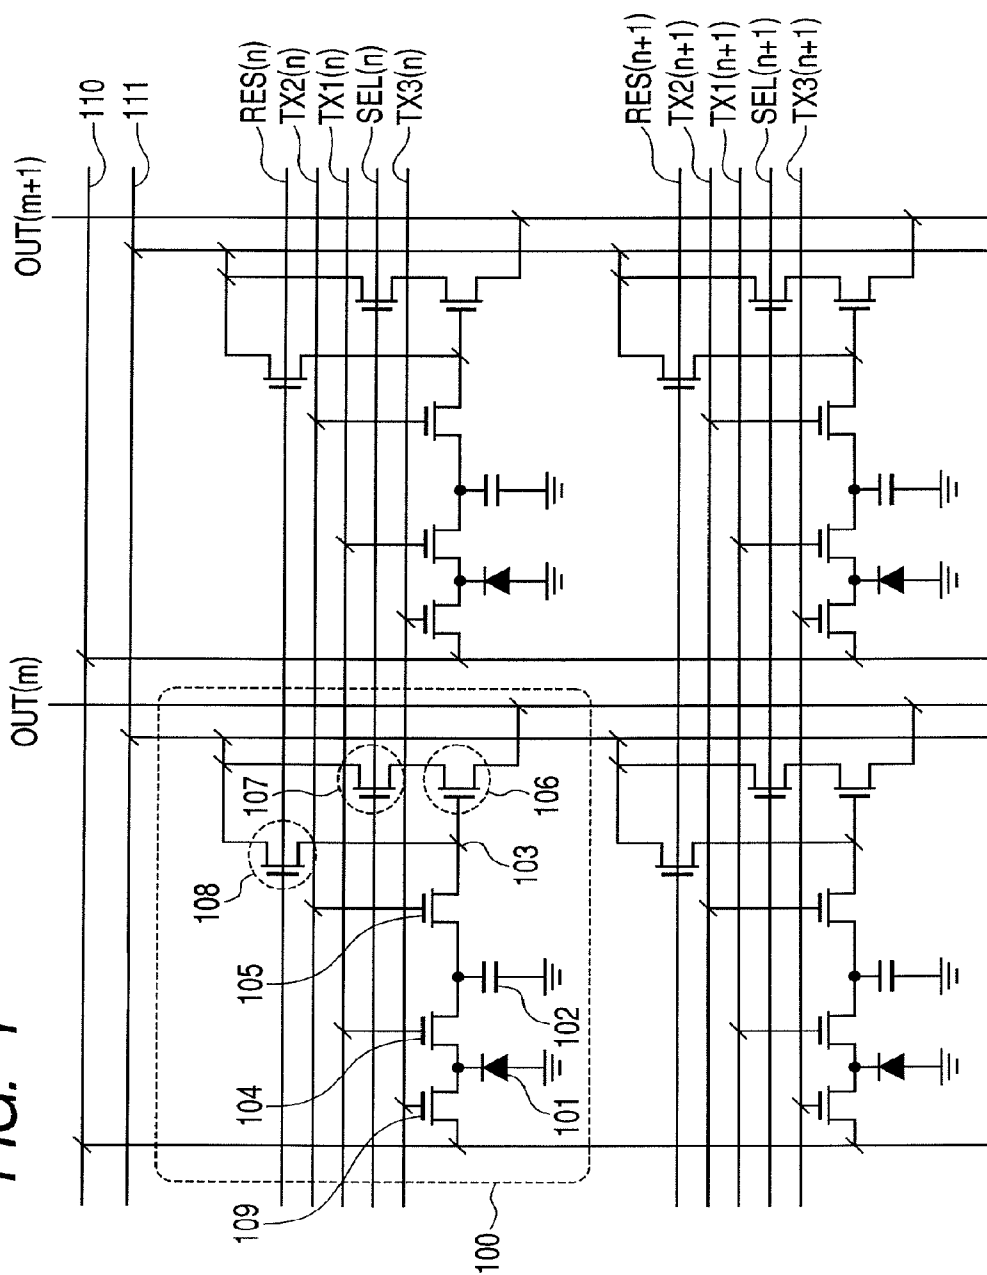 FIG. 1
OUT(m)
OUT(m+1)
110
111
RES(n)
TX2(n)
TX1(n)
SEL(n)
TX3(n)
RES(n+1)
TX2(n+1)
TX1(n+1)
SEL(n+1)
TX3(n+1)
107
108
106
103
105
104
102
109
101
100